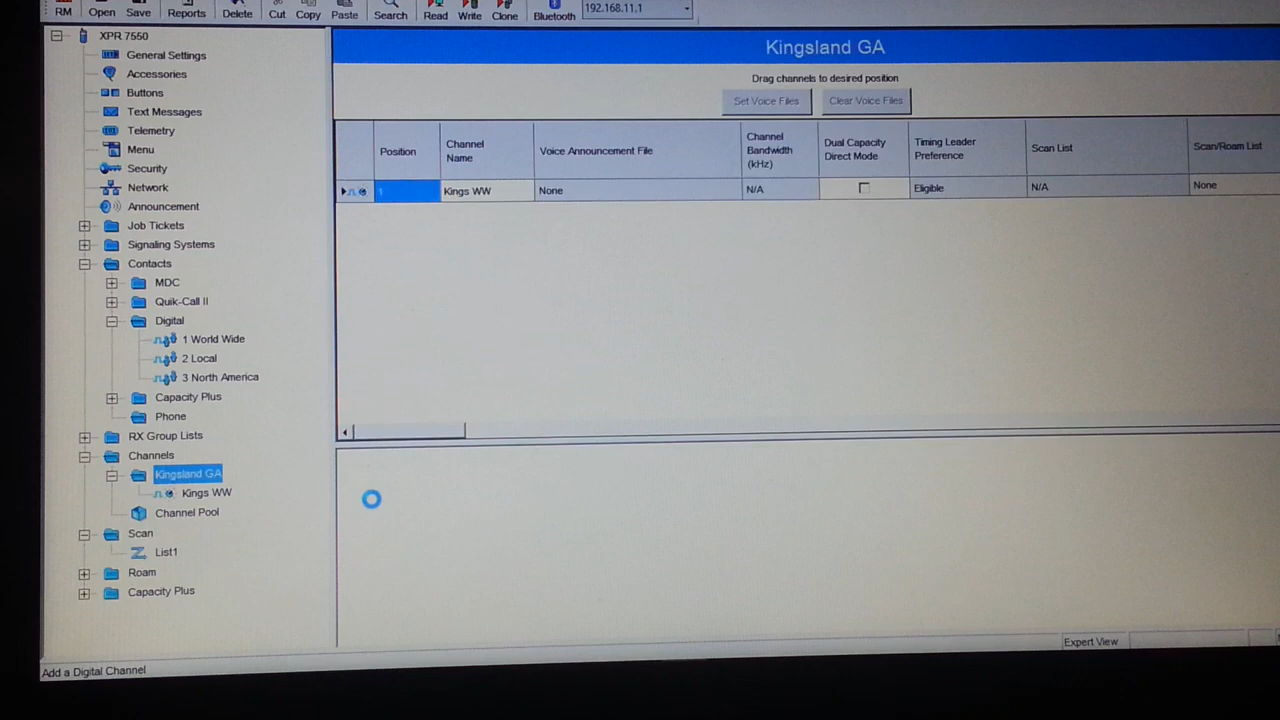 RM Open Save Reports Delete Cut Copy Paste Search Read Write Clone Bluetooth 192.168.11.1
XPR 7550
General Settings
Accessories
Buttons
Text Messages
Telemetry
Menu
Security
Network
Announcement
Job Tickets
Signaling Systems
Contacts
MDC
Quik-Call II
Digital
1 World Wide
2 Local
3 North America
Capacity Plus
Phone
RX Group Lists
Channels
Kingsland GA
Kings WW
Channel Pool
Scan
List1
Roam
Capacity Plus
Kingsland GA
Drag channels to desired position
Set Voice Files Clear Voice Files
Position
Channel
Name
Voice Announcement File
Channel
Bandwidth
(kHz)
Dual Capacity
Direct Mode
Timing Leader
Preference
Scan List
Scan/Roam List
1 Kings WW None N/A Eligible N/A None
Expert View
Add a Digital Channel